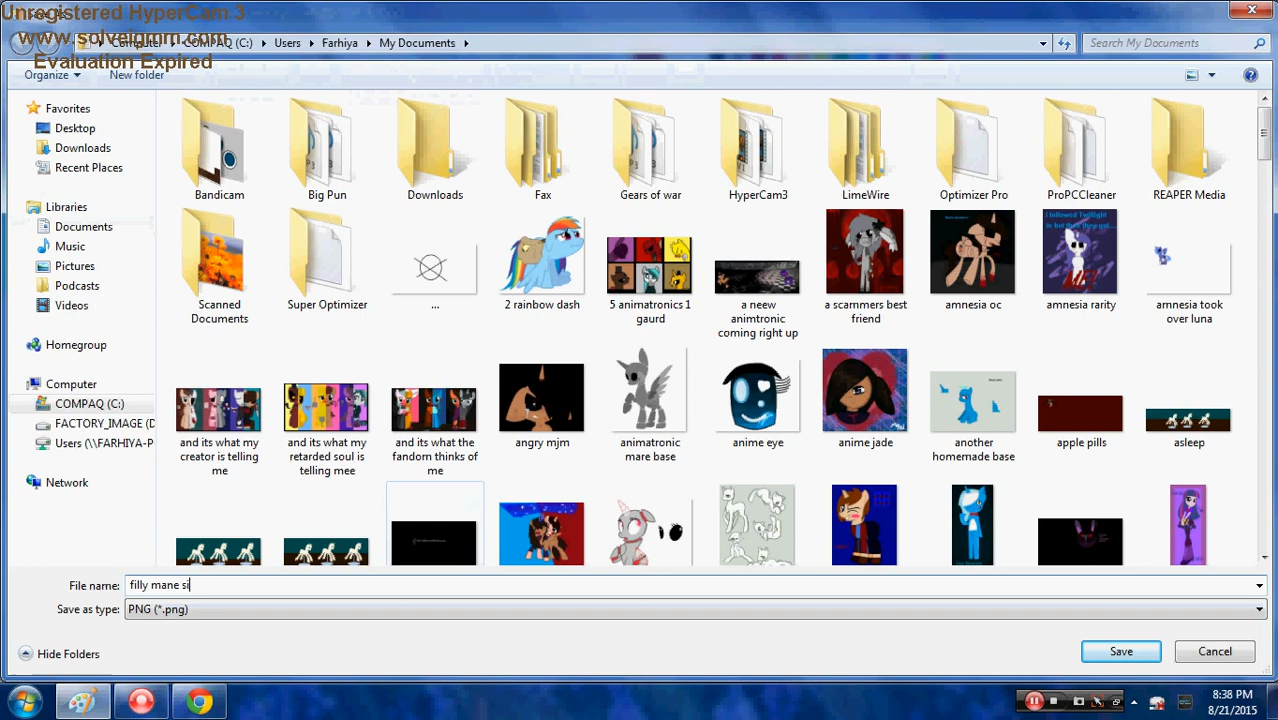 Unregistered HyperCam 3
www.solveigmm.com
Evaluation Expired
Computer COMPAQ (C:) Users Farhiya My Documents
Search My Documents
Organize New folder
Favorites
Desktop
Downloads
Recent Places
Libraries
Documents
Music
Pictures
Podcasts
Videos
Homegroup
Computer
COMPAQ (C:)
FACTORY_IMAGE (D
Users (\\FARHIYA-P
Network
Bandicam Big Pun Downloads Fax Gears of war HyperCam3 LimeWire Optimizer Pro ProPCCleaner REAPER Media
Scanned Documents
Super Optimizer
...
2 rainbow dash
5 animatronics 1 gaurd
a neew animtronic coming right up
a scarnmers best friend
amnesia oc
I followed Twilight
amnesia rarity
amnesia took over luna
and its what my creator is telling me
and its what my retarded soul is telling mee
and its what the fandorn thinks of me
angry mjm
animatronic mare base
anime eye
anime jade
another homemade base
apple pills
asleep
File name: filly mane si
Save as type: PNG (*.png)
Hide Folders
Save Cancel
8:38 PM
8/21/2015